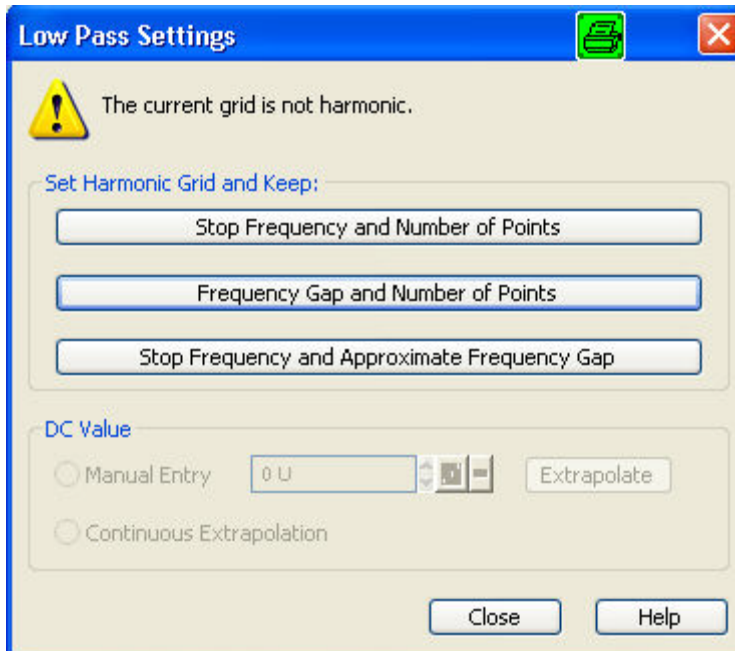 Low Pass Settings
The current grid is not harmonic.
Set Harmonic Grid and Keep:
Stop Frequency and Number of Points
Frequency Gap and Number of Points
Stop Frequency and Approximate Frequency Gap
DC Value
Manual Entry
0 U
Extrapolate
Continuous Extrapolation
Close
Help